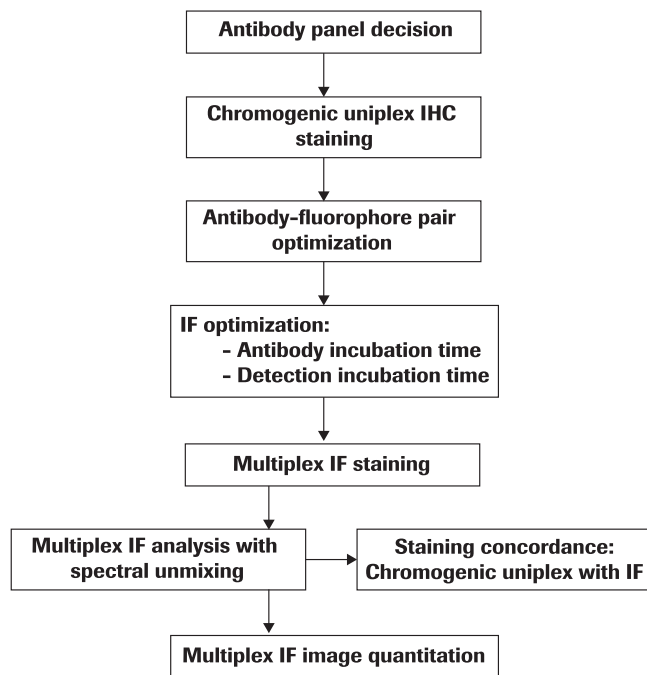 Antibody panel decision
Chromogenic uniplex IHC
staining
Antibody-fluorophore pair
optimization
IF optimization:
- Antibody incubation time
- Detection incubation time
Multiplex IF staining
Multiplex IF analysis with
spectral unmixing
Staining concordance:
Chromogenic uniplex with IF
Multiplex IF image quantitation